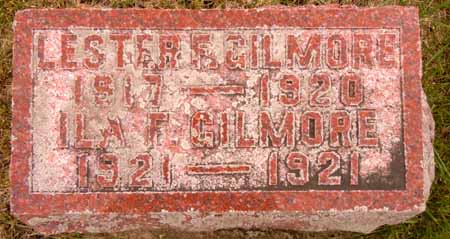 LESTER F. GILMORE
1917 — 1920
ILA F. GILMORE
1921 — 1921